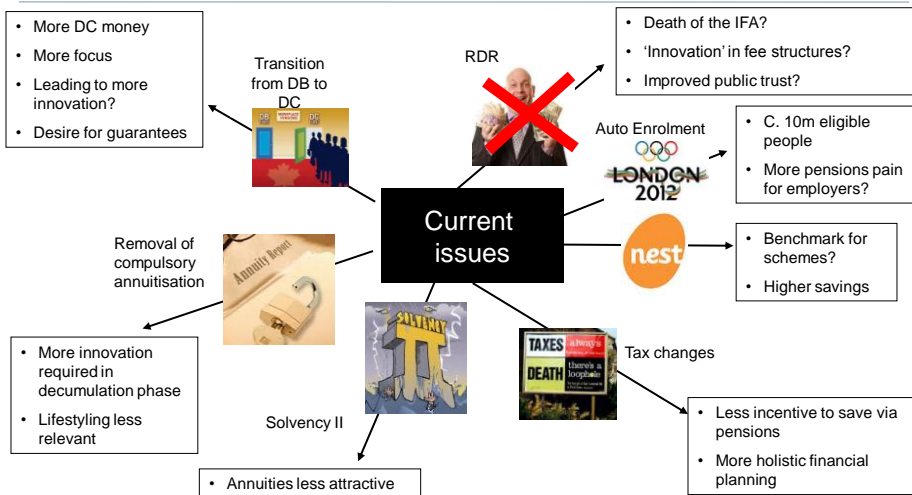 • More DC money
• More focus
• Leading to more
innovation?
• Desire for guarantees
Transition
from DB to
DC
DB
DC
RDR
• Death of the IFA?
• ‘Innovation’ in fee structures?
• Improved public trust?
Auto Enrolment
LONDON
2012
• C. 10m eligible
people
• More pensions pain
for employers?
Current
issues
nest
• Benchmark for
schemes?
• Higher savings
Removal of
compulsory
annuitisation
Annuity Report
• More innovation
required in
decumulation phase
• Lifestyling less
relevant
SOLVENCY
II
Solvency II
• Annuities less attractive
TAXES always
DEATH there's a
loophole
Tax changes
• Less incentive to save via
pensions
• More holistic financial
planning